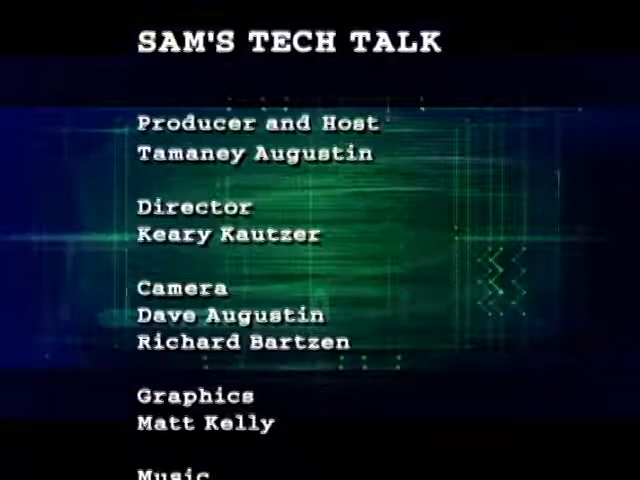 SAM'S TECH TALK
Producer and Host
Tamaney Augustin
Director
Keary Kautzer
Camera
Dave Augustin
Richard Bartzen
Graphics
Matt Kelly
Music